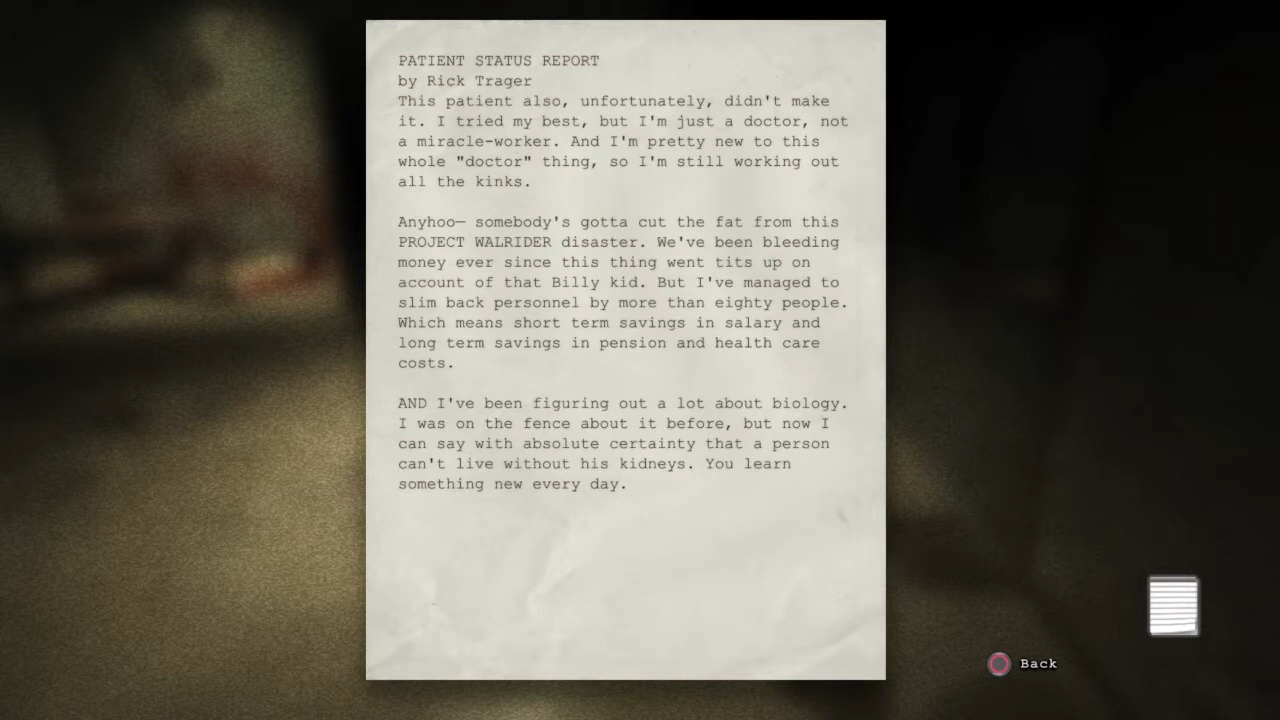 PATIENT STATUS REPORT
by Rick Trager
This patient also, unfortunately, didn't make
it. I tried my best, but I'm just a doctor, not
a miracle-worker. And I'm pretty new to this
whole "doctor" thing, so I'm still working out
all the kinks.
Anyhoo— somebody's gotta cut the fat from this
PROJECT WALRIDER disaster. We've been bleeding
money ever since this thing went tits up on
account of that Billy kid. But I've managed to
slim back personnel by more than eighty people.
Which means short term savings in salary and
long term savings in pension and health care
costs.
AND I've been figuring out a lot about biology.
I was on the fence about it before, but now I
can say with absolute certainty that a person
can't live without his kidneys. You learn
something new every day.
Back